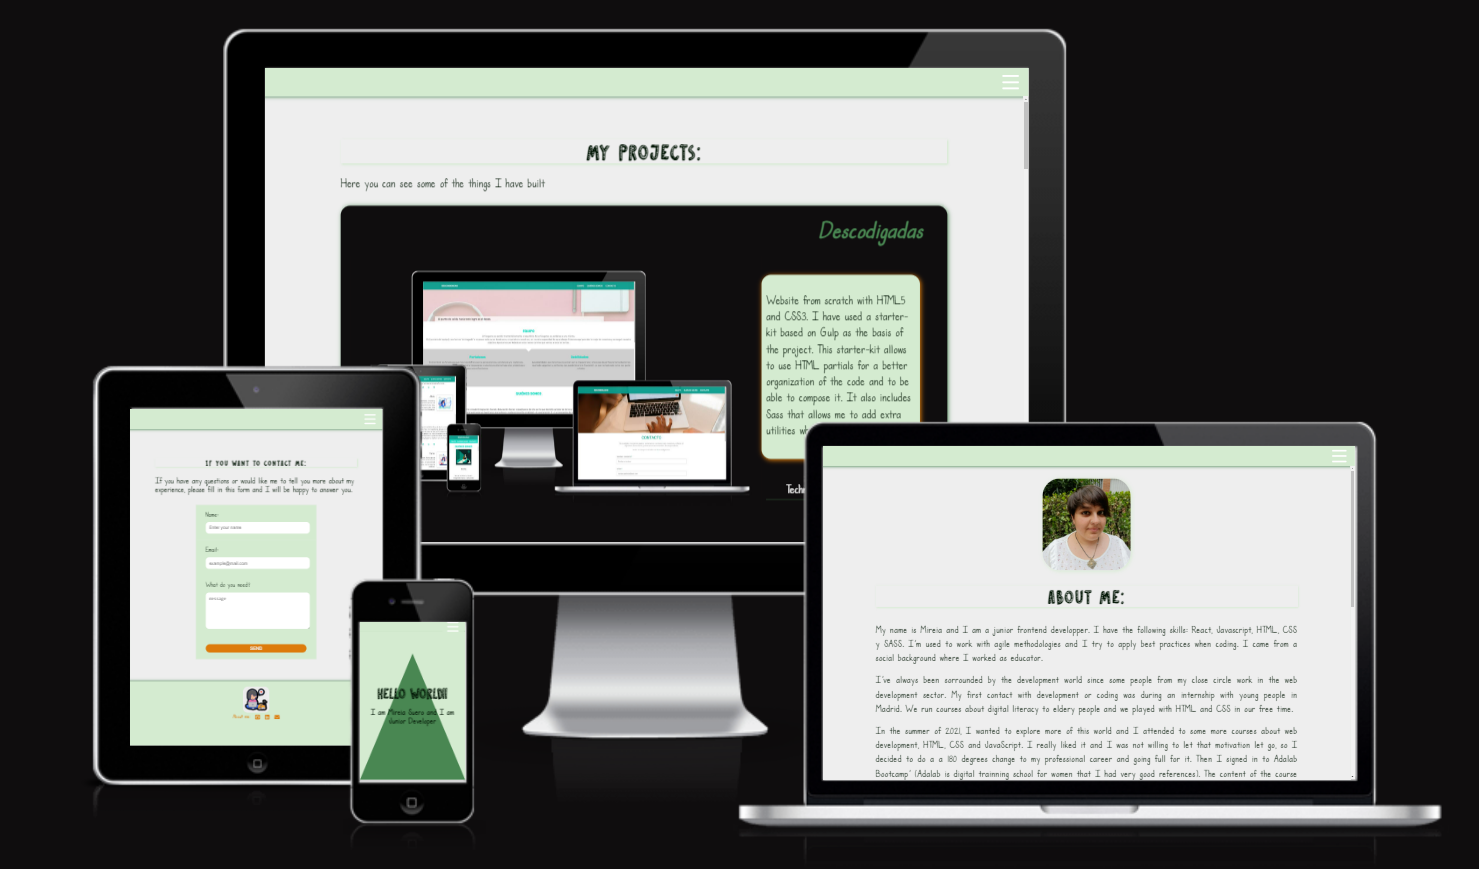 MY PROJECTS:
Here you can see some of the things I have built
Descodigadas
Website from scratch with HTML5
and CSS3. I have used a starter-
kit based on Gulp as the basis of
the project. This starter-kit allows
to use HTML partials for a better
organization of the code and to be
able to compose it. It also includes
Sass that allows me to add extra
utilities
CONTACTO
IF YOU WANT TO CONTACT ME:
If you have any questions or would like me to tell you more about my
experience, please fill in this form and I will be happy to answer you.
Name:
Enter your name
Email:
example@mail.com
What do you need?
message
SEND
HELLO WORLD!!
I am Mireia Quero and I am
Junior Developer
ABOUT ME:
My name is Mireia and I am a junior frontend developper. I have the following skills: React, Javascript, HTML, CSS
y SASS. I'm used to work with agile methodologies and I try to apply best practices when coding. I came from a
social background where I worked as educator.
I've always been sorrounded by the development world since some people from my close circle work in the web
development sector. My first contact with development or coding was during an internship with young people in
Madrid. We run courses about digital literacy to eldery people and we played with HTML and CSS in our free time.
In the summer of 2021, I wanted to explore more of this world and I attended to some more courses about web
development, HTML, CSS and JavaScript. I really liked it and I was not willing to let that motivation let go, so I
decided to do a a 180 degrees change to my professional career and going full for it. Then I signed in to Adalab
Bootcamp' (Adalab is digital trainning school for women that I had very good references). The content of the course